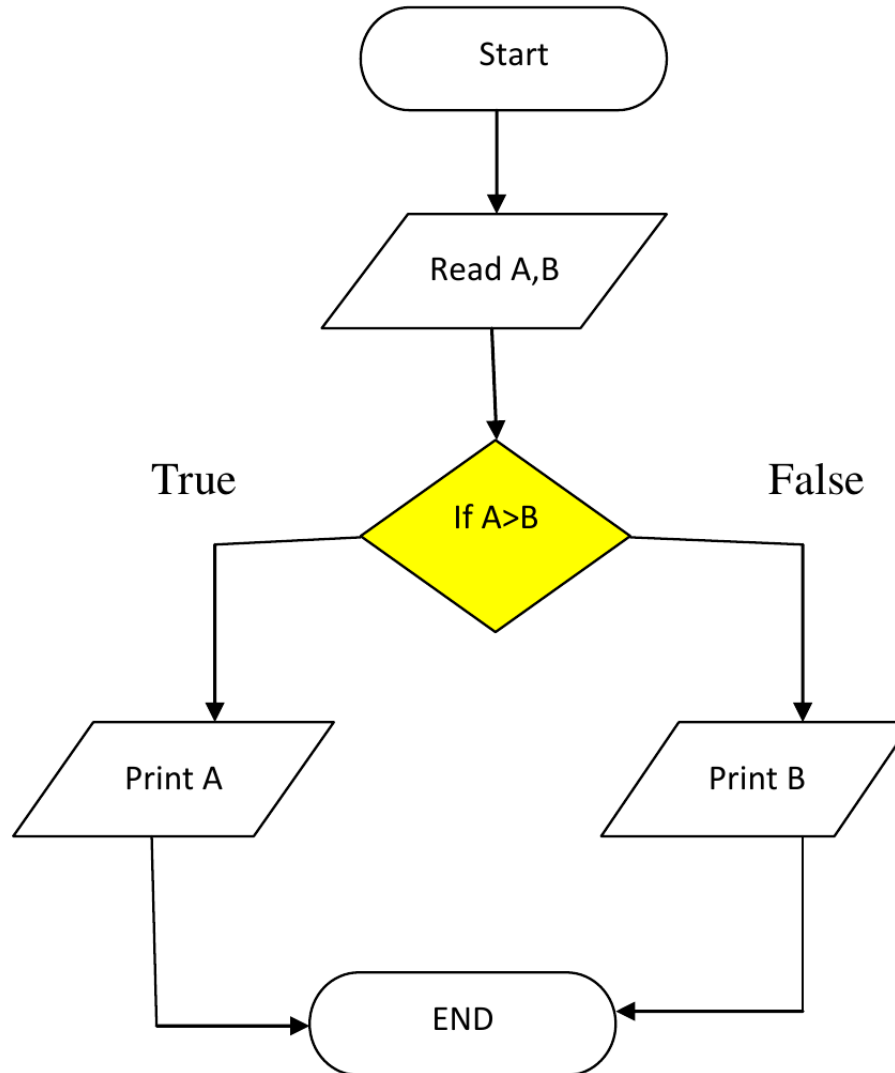 Start
Read A,B
True
False
If A>B
Print A
Print B
END